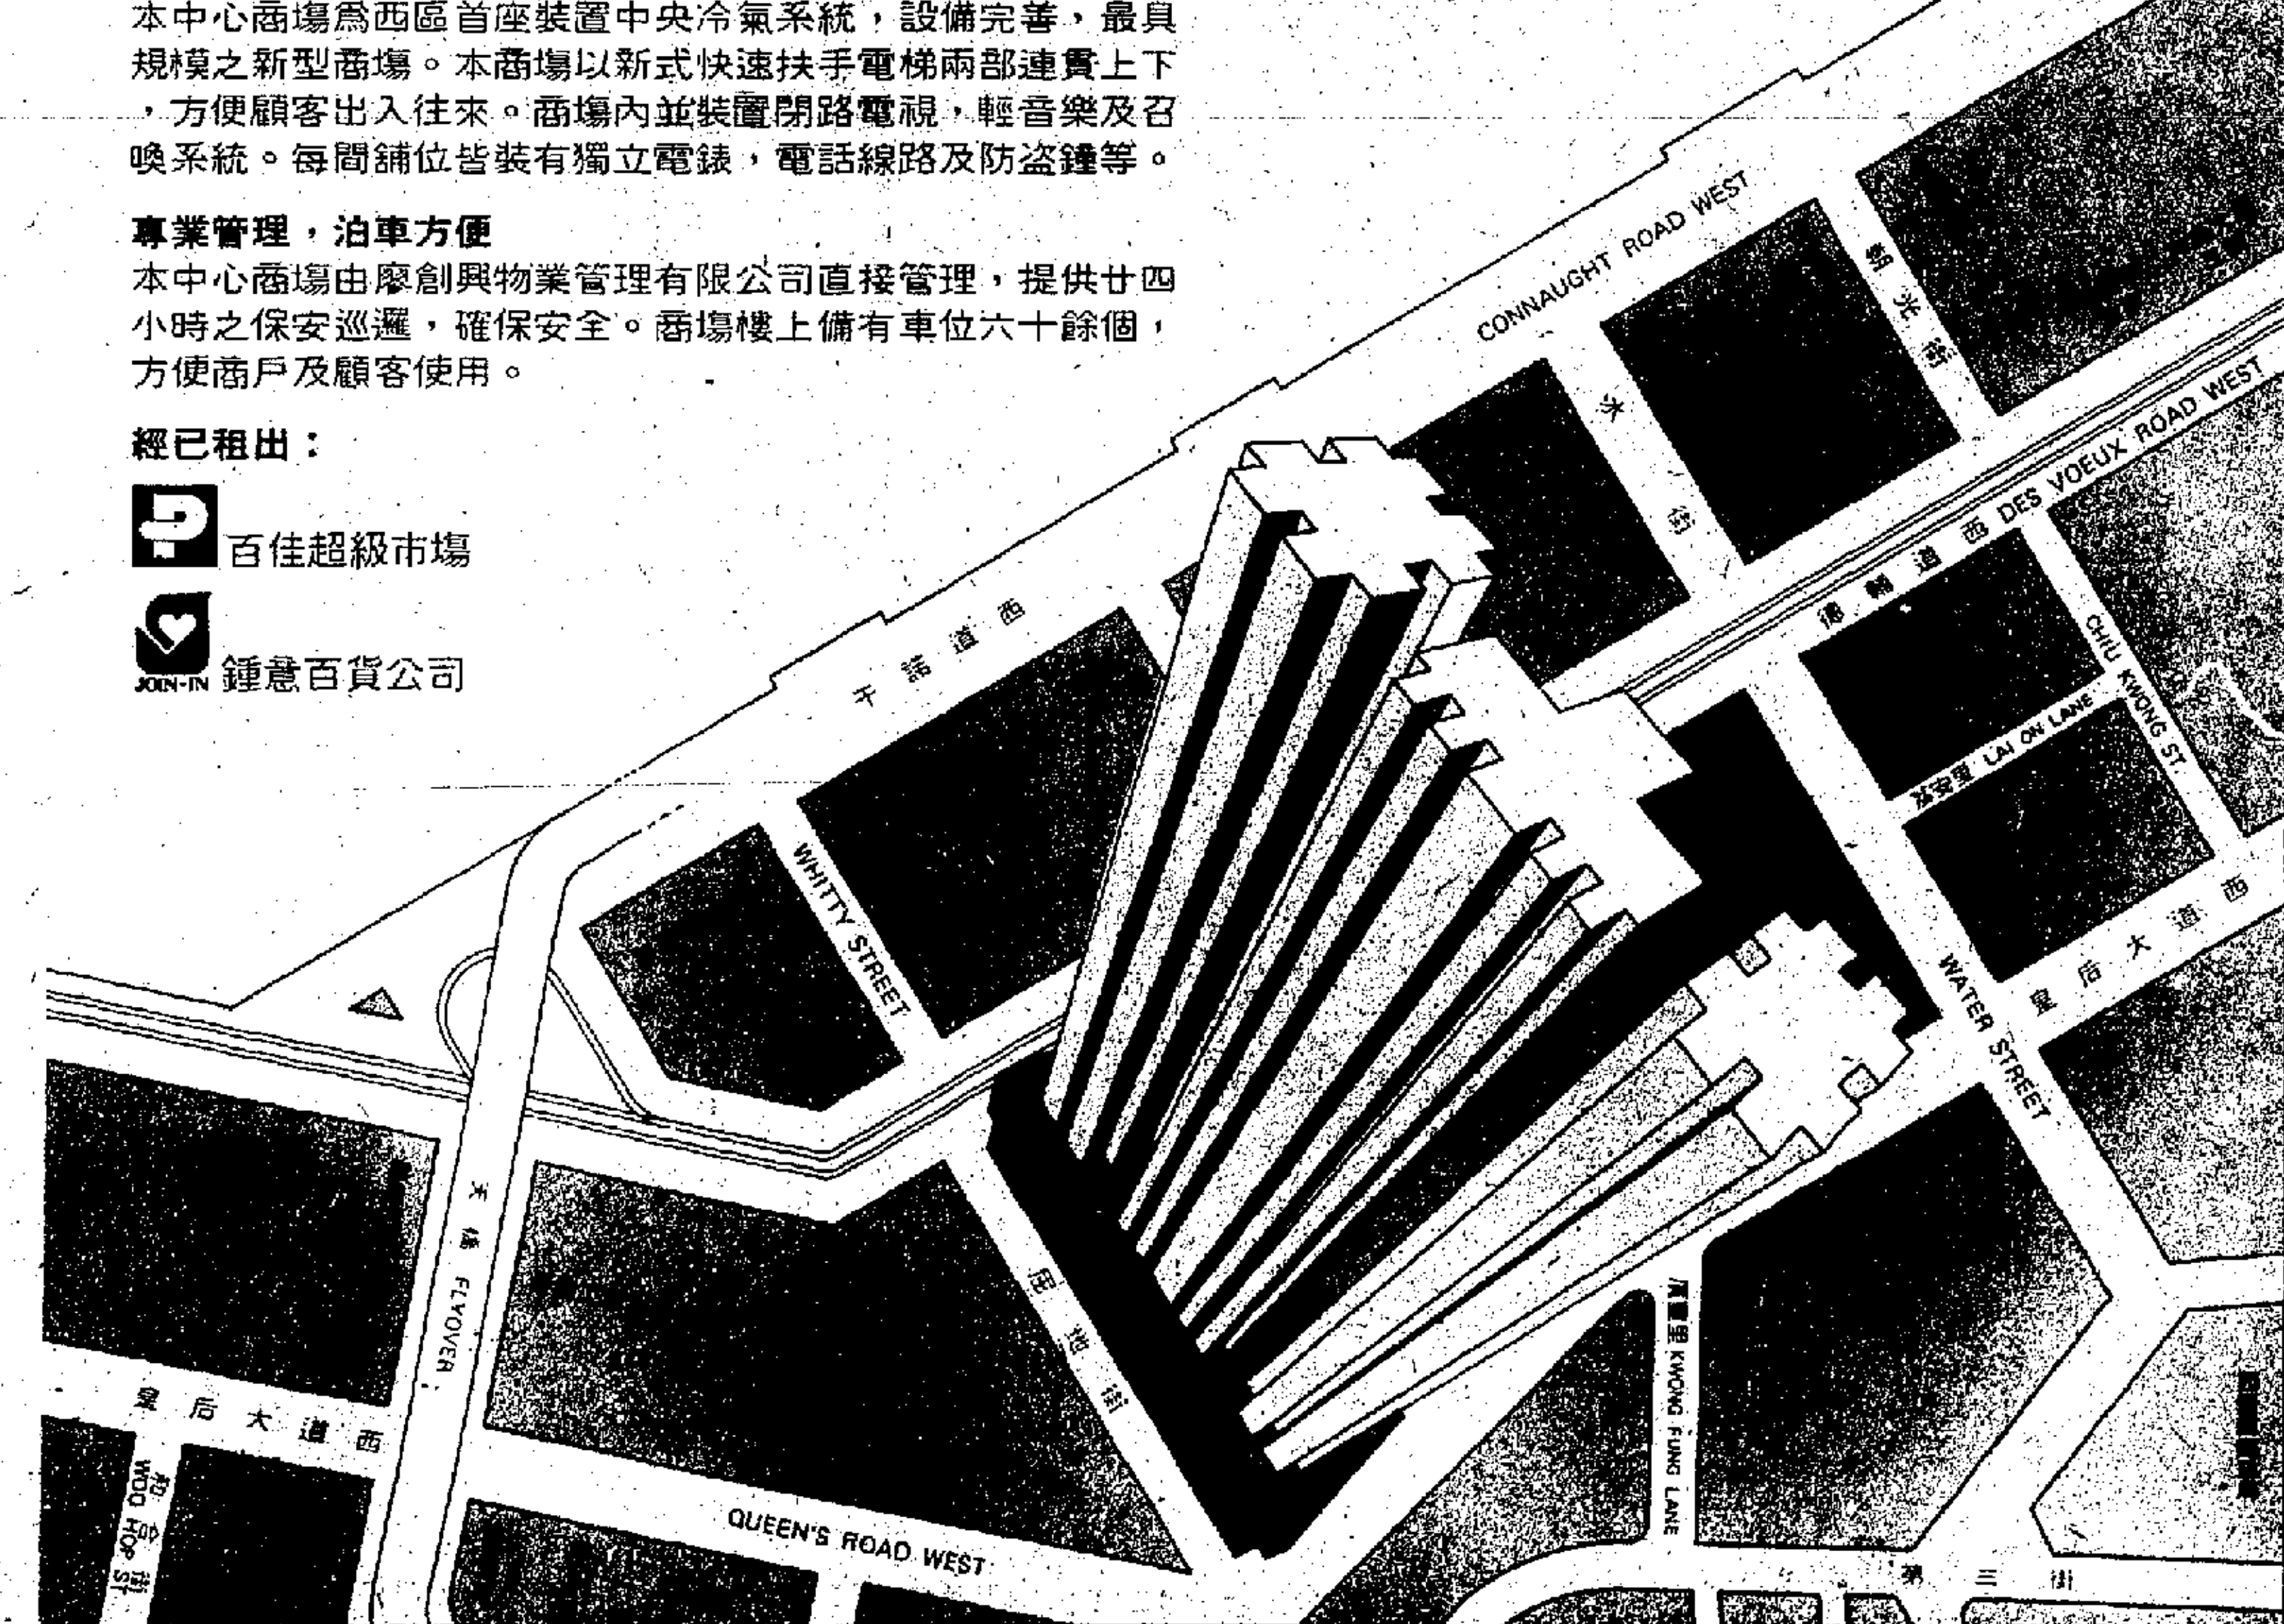 本中心商塲爲西區首座裝置中央冷氣系統，設備完善，最具
規模之新型商塲。本商塲以新式快速扶手電梯兩部連貫上下
，方便顧客出入往來。商塲內並裝置閉路電視，輕音樂及召
喚系統。每間舖位皆裝有獨立電錶，電話線路及防盗鐘等。
專業管理，泊車方便
本中心商塲由廖創興物業管理有限公司直接管理，提供廿四
小時之保安巡邏，確保安全。商塲樓上備有車位六十餘個，
方便商戶及顧客使用。
經已租出：
百佳超級市塲
JOIN-IN 鍾意百貨公司
CONNAUGHT ROAD WEST
干諾道西
朝光街
水街
DES VOEUX ROAD WEST
德輔道西
CHU KWONG ST.
LAI ON LANE
皇后大道西
WATER STREET
WHITTY STREET
屈地街
天橋 FLYOVER
皇后大道西
QUEEN'S ROAD WEST
和合街
WOO HOP ST.
KWONG FUNG LANE
第三街